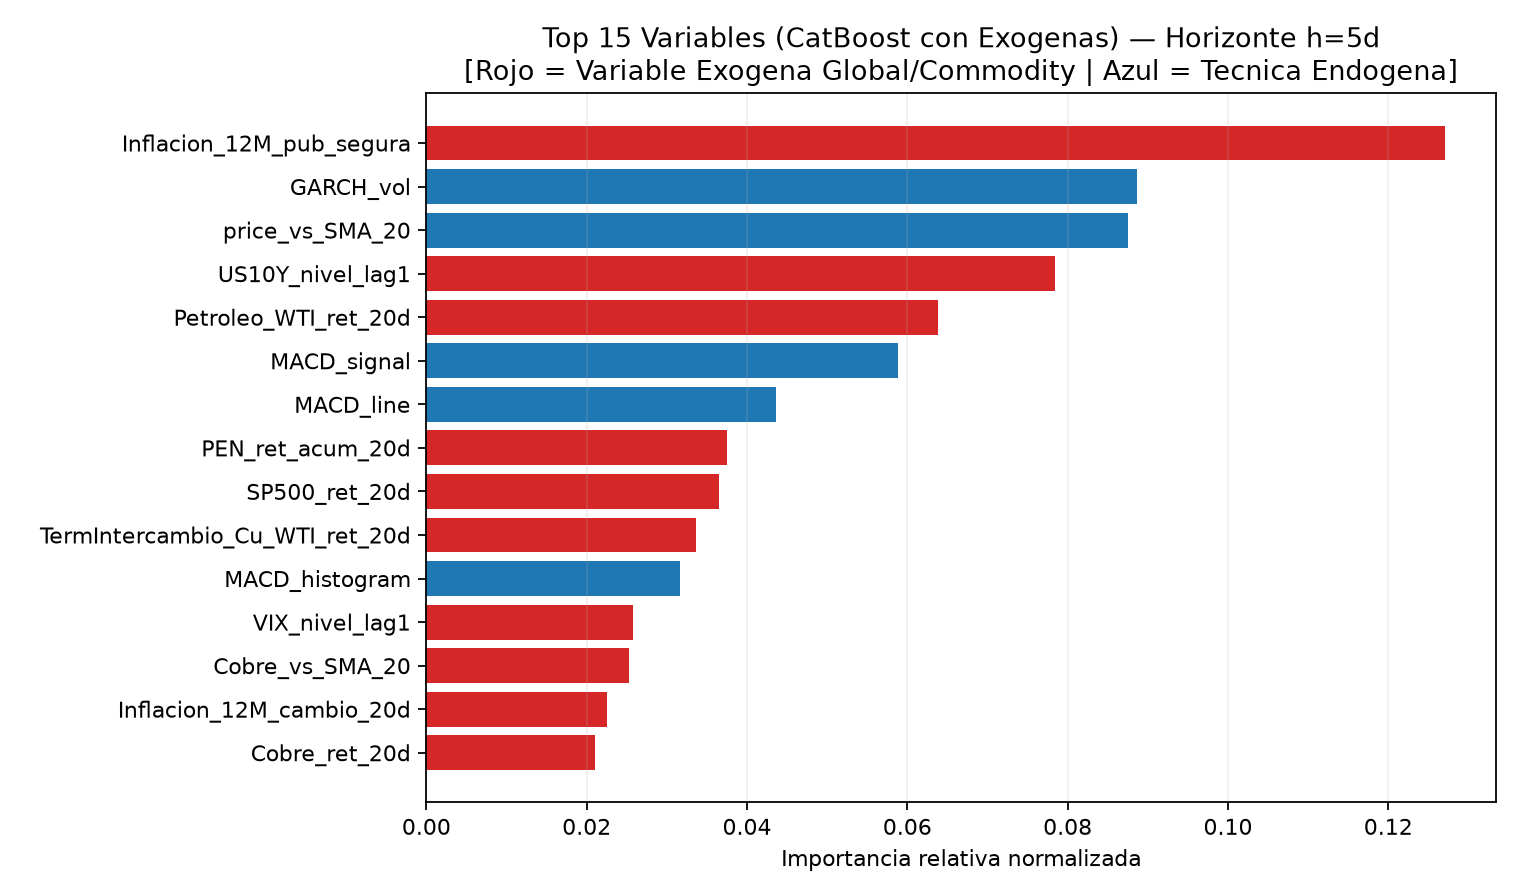 Top 15 Variables (CatBoost con Exogenas) — Horizonte h=5d
[Rojo = Variable Exogena Global/Commodity | Azul = Tecnica Endogena]
Inflacion_12M_pub_segura
GARCH_vol
price_vs_SMA_20
US10Y_nivel_lag1
Petroleo_WTI_ret_20d
MACD_signal
MACD_line
PEN_ret_acum_20d
SP500_ret_20d
TermIntercambio_Cu_WTI_ret_20d
MACD_histogram
VIX_nivel_lag1
Cobre_vs_SMA_20
Inflacion_12M_cambio_20d
Cobre_ret_20d
0.00 0.02 0.04 0.06 0.08 0.10 0.12
Importancia relativa normalizada